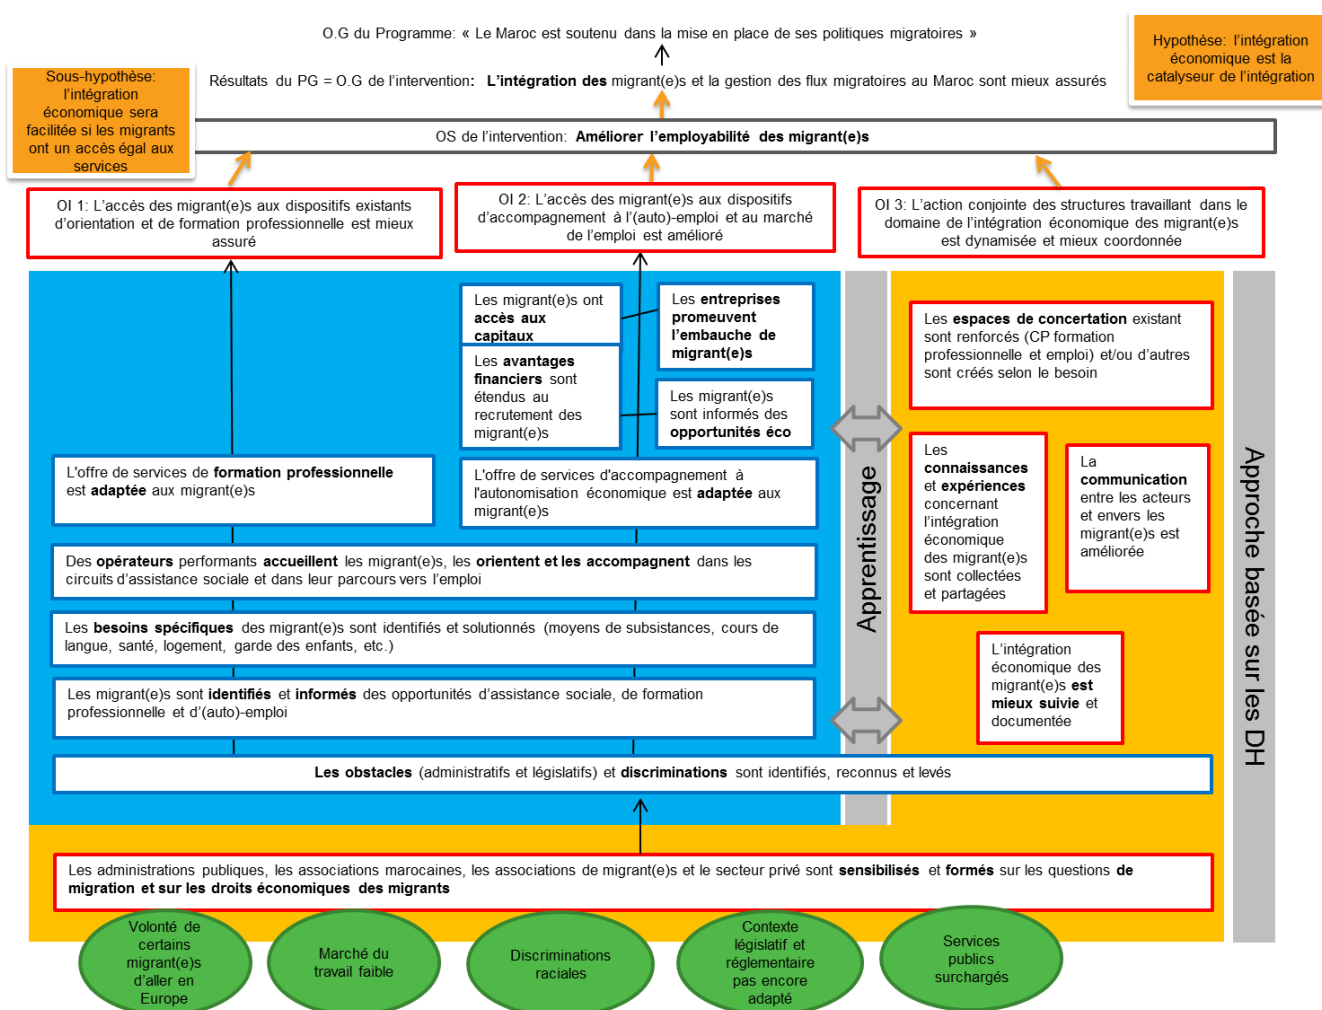 O.G du Programme: « Le Maroc est soutenu dans la mise en place de ses politiques migratoires »
Hypothèse: l'intégration
économique est la
catalyseur de l'intégration
Sous-hypothèse:
l'intégration
économique sera
facilitée si les migrants
ont un accès égal aux
services
Résultats du PG = O.G de l'intervention: L'intégration des migrant(e)s et la gestion des flux migratoires au Maroc sont mieux assurés
OS de l'intervention: Améliorer l'employabilité des migrant(e)s
OI 1: L'accès des migrant(e)s aux dispositifs existants
d'orientation et de formation professionnelle est mieux
assuré
OI 2: L'accès des migrant(e)s aux dispositifs
d'accompagnement à l'(auto)-emploi et au marché
de l'emploi est amélioré
OI 3: L'action conjointe des structures travaillant dans le
domaine de l'intégration économique des migrant(e)s
est dynamisée et mieux coordonnée
Les migrant(e)s ont
accès aux
capitaux
Les entreprises
promeuvent
l'embauche de
migrant(e)s
Les avantages
financiers sont
étendus au
recrutement des
migrant(e)s
Les migrant(e)s
sont informés des
opportunités éco
L'offre de services de formation professionnelle
est adaptée aux migrant(e)s
L'offre de services d'accompagnement à
l'autonomisation économique est adaptée aux
migrant(e)s
Des opérateurs performants accueillent les migrant(e)s, les orientent et les accompagnent dans les
circuits d'assistance sociale et dans leur parcours vers l'emploi
Les besoins spécifiques des migrant(e)s sont identifiés et solutionnés (moyens de subsistances, cours de
langue, santé, logement, garde des enfants, etc.)
Les migrant(e)s sont identifiés et informés des opportunités d'assistance sociale, de formation
professionnelle et d'(auto)-emploi
Les obstacles (administratifs et législatifs) et discriminations sont identifiés, reconnus et levés
Apprentissage
Les espaces de concertation existant
sont renforcés (CP formation
professionnelle et emploi) et/ou d'autres
sont créés selon le besoin
Les
connaissances
et expériences
concernant
l'intégration
économique
des migrant(e)s
sont collectées
et partagées
La
communication
entre les acteurs
et envers les
migrant(e)s est
améliorée
L'intégration
économique des
migrant(e)s est
mieux suivie et
documentée
Approche basée sur les DH
Les administrations publiques, les associations marocaines, les associations de migrant(e)s et le secteur privé sont sensibilisés et formés sur les questions de
migration et sur les droits économiques des migrants
Volonté de
certains
migrant(e)s
d'aller en
Europe
Marché du
travail faible
Discriminations
raciales
Contexte
législatif et
réglementaire
pas encore
adapté
Services
publics
surchargés